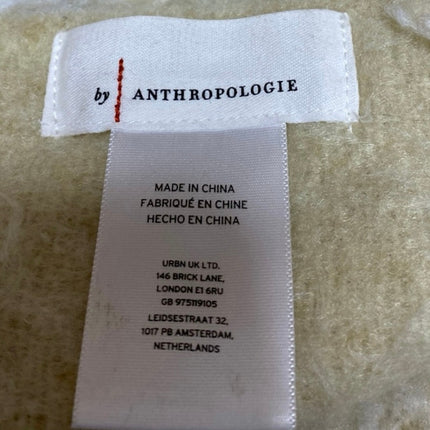 by ANTHROPOLOGIE
MADE IN CHINA
FABRIQUÉ EN CHINE
HECHO EN CHINA
URBN UK LTD.
146 BRICK LANE,
LONDON E1 6RU
GB 975119105
LEIDSESTRAAT 32,
1017 PB AMSTERDAM,
NETHERLANDS